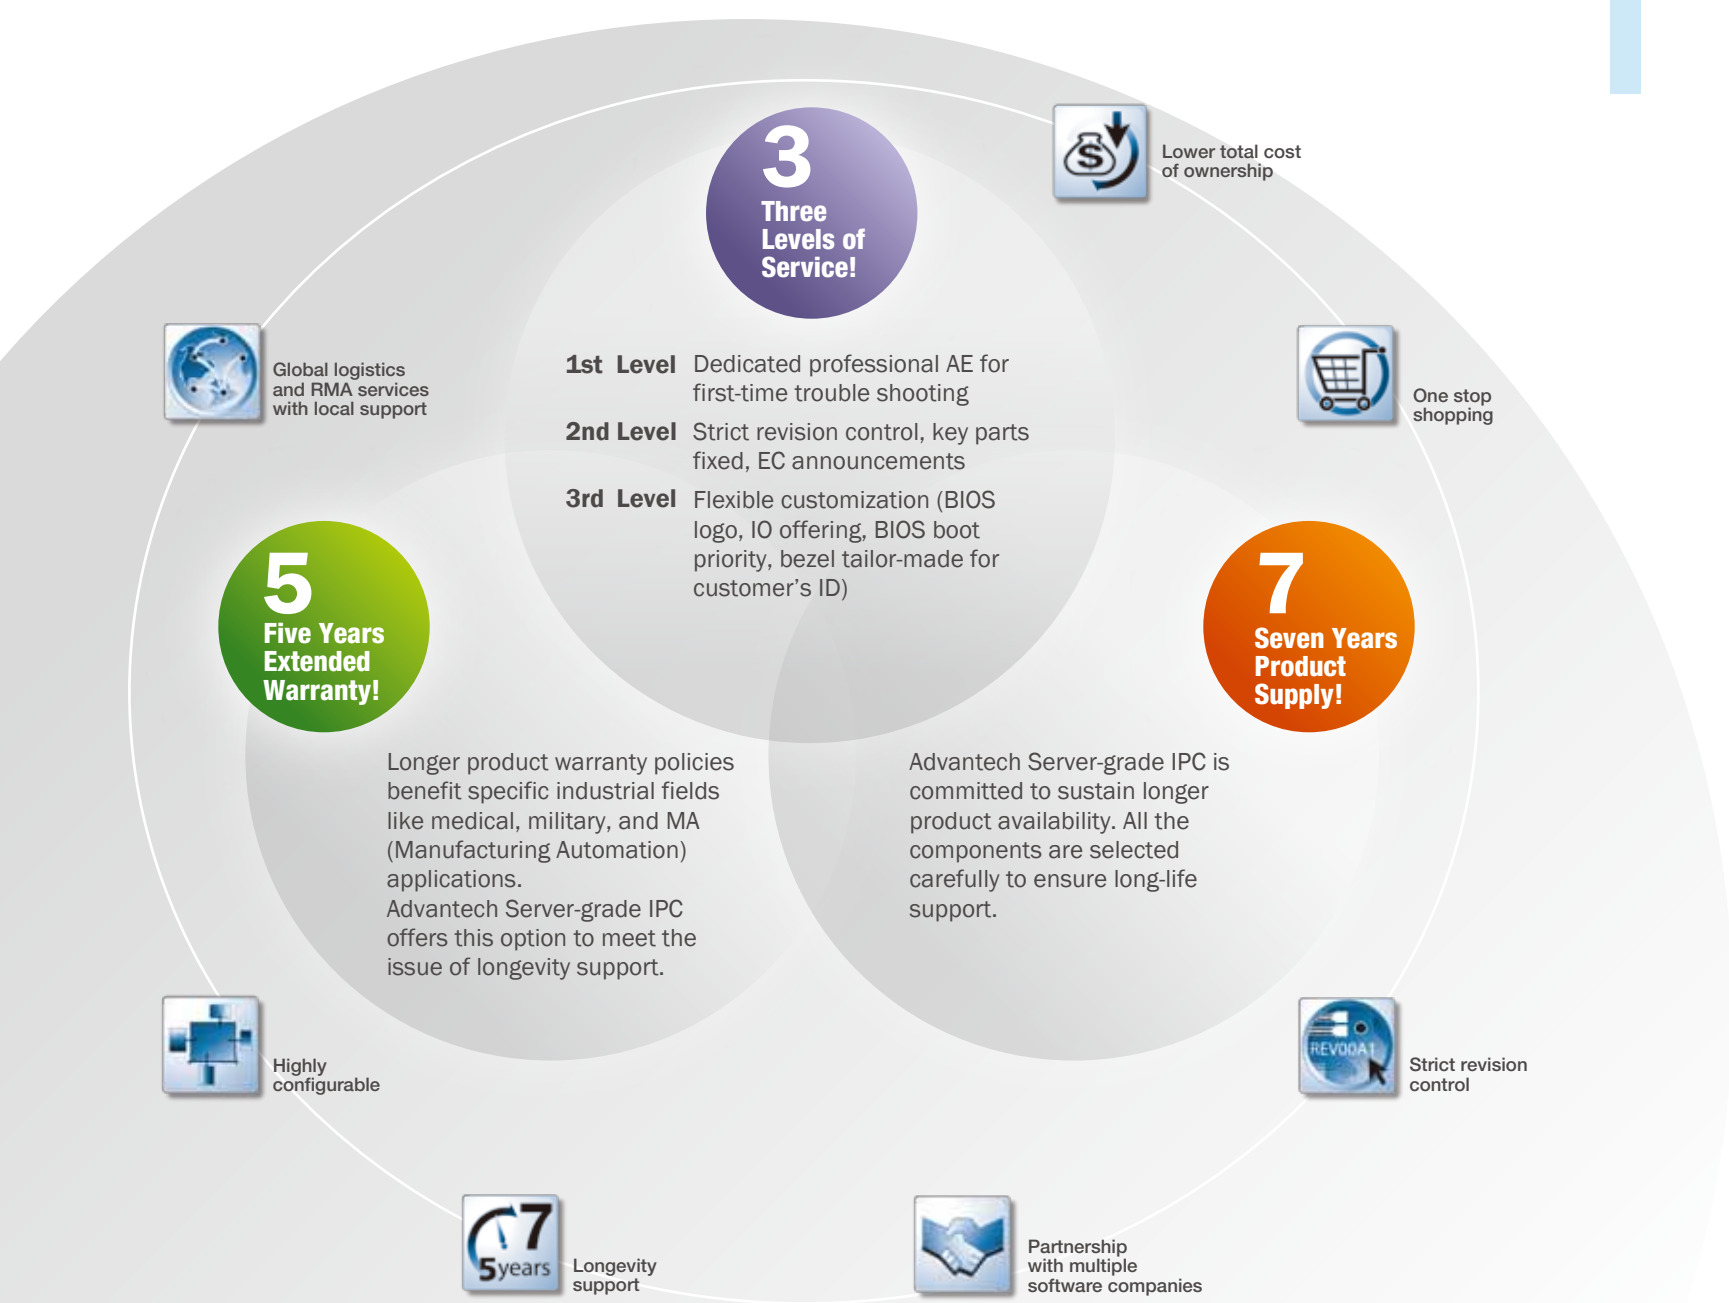 3
Three
Levels of
Service!
Lower total cost
of ownership
Global logistics
and RMA services
with local support
1st Level Dedicated professional AE for
first-time trouble shooting
2nd Level Strict revision control, key parts
fixed, EC announcements
3rd Level Flexible customization (BIOS
logo, IO offering, BIOS boot
priority, bezel tailor-made for
customer's ID)
One stop
shopping
5
Five Years
Extended
Warranty!
7
Seven Years
Product
Supply!
Longer product warranty policies
benefit specific industrial fields
like medical, military, and MA
(Manufacturing Automation)
applications.
Advantech Server-grade IPC
offers this option to meet the
issue of longevity support.
Advantech Server-grade IPC is
committed to sustain longer
product availability. All the
components are selected
carefully to ensure long-life
support.
Highly
configurable
REV00A1
Strict revision
control
7
5years
Longevity
support
Partnership
with multiple
software companies